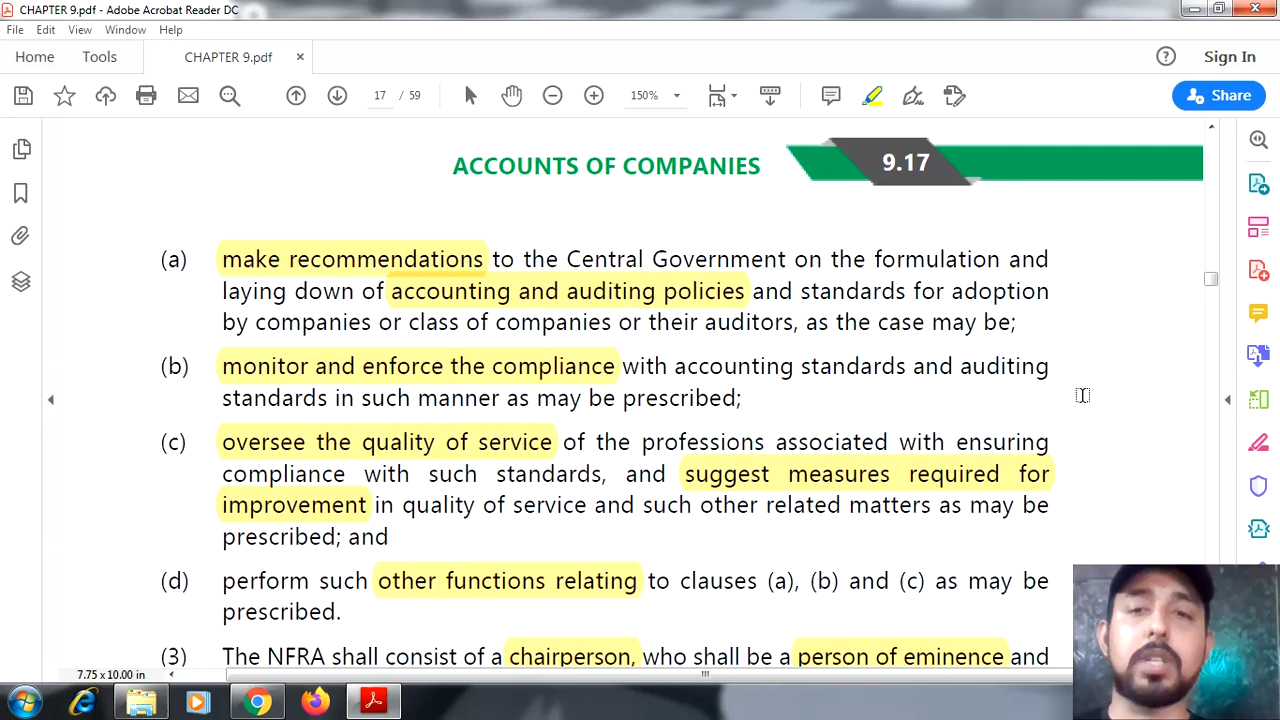 CHAPTER 9.pdf - Adobe Acrobat Reader DC
File Edit View Window Help
Home Tools CHAPTER 9.pdf ×
Sign In
17 / 59
150%
Share
ACCOUNTS OF COMPANIES 9.17
(a) make recommendations to the Central Government on the formulation and
laying down of accounting and auditing policies and standards for adoption
by companies or class of companies or their auditors, as the case may be;
(b) monitor and enforce the compliance with accounting standards and auditing
standards in such manner as may be prescribed;
(c) oversee the quality of service of the professions associated with ensuring
compliance with such standards, and suggest measures required for
improvement in quality of service and such other related matters as may be
prescribed; and
(d) perform such other functions relating to clauses (a), (b) and (c) as may be
prescribed.
(3) The NFRA shall consist of a chairperson, who shall be a person of eminence and
7.75 x 10.00 in